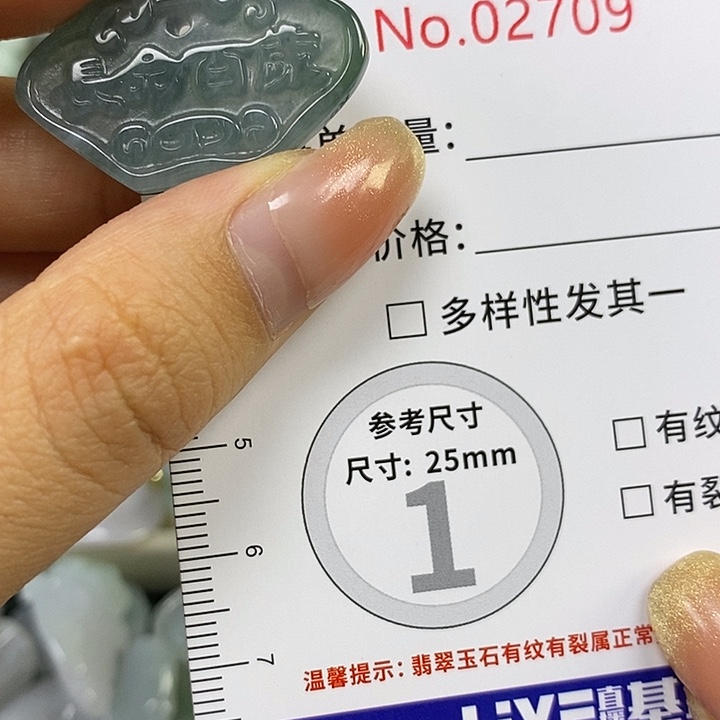 No.02709
单 量：
价格：
□ 多样性发其一
参考尺寸
尺寸: 25mm
1
□ 有纹
□ 有裂
5
6
7
温馨提示：翡翠玉石有纹有裂属正常